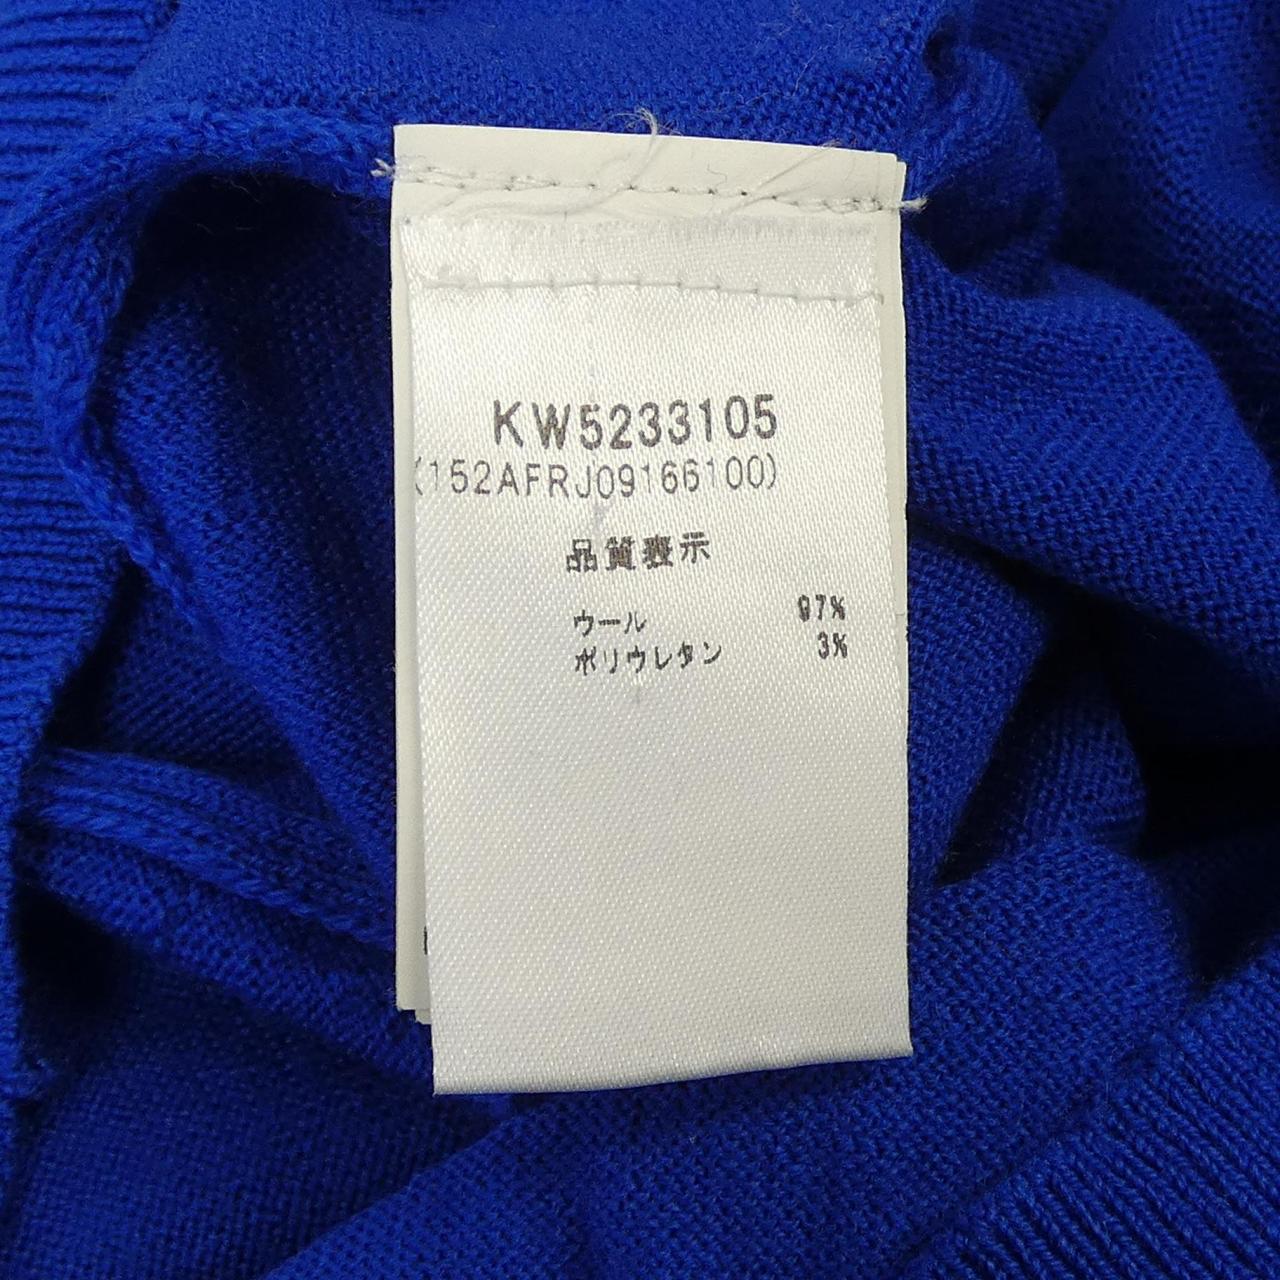 KW5233105
(152AFRJ09166100)
品質表示
ウール 97%
ポリウレタン 3%